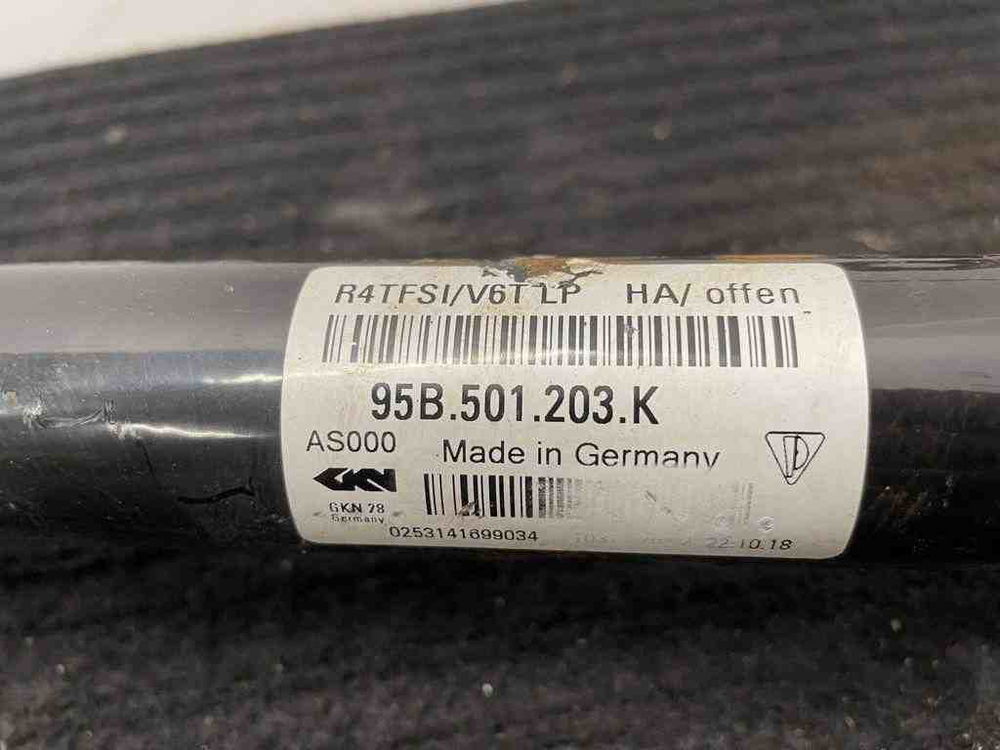 R4TFSI/V6T LP HA/ offen
95B.501.203.K
AS000 Made in Germany
GKN
GKN 78
Germany
0253141699034 22.10.18